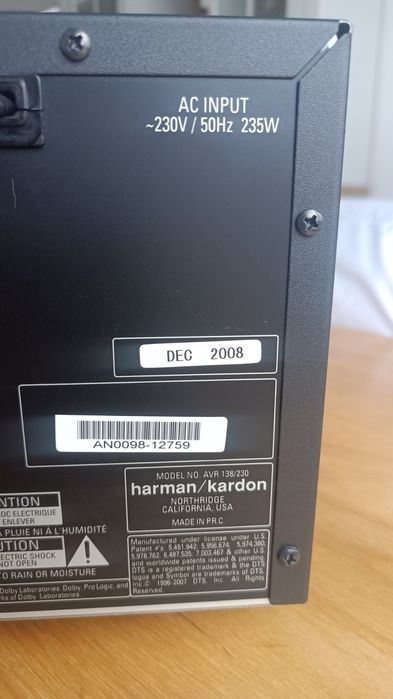 AC INPUT
~230V / 50Hz 235W
DEC 2008
AN0098-12759
MODEL NO. AVR 138/230
harman/kardon
NORTHRIDGE
CALIFORNIA, USA
MADE IN P.R.C.
NTION
OC ELECTRIQUE
ENLEVER
PLUIE NI À L'HUMIDITÉ
UTION
ECTRIC SHOCK
NOT OPEN
TO RAIN OR MOISTURE
Dolby Laboratories. Dolby, Pro Logic, and
rks of Dolby Laboratories
Manufactured under license under U.S.
Patent #'s: 5,451,942; 5,956,674; 5,974,380;
5,978,762; 6,487,535; 7,003,467 & other U.S.
and worldwide patents issued & pending.
DTS is a registered trademark & the DTS
logos and Symbol are trademarks of DTS,
Inc. © 1996-2007 DTS, Inc. All Rights
Reserved